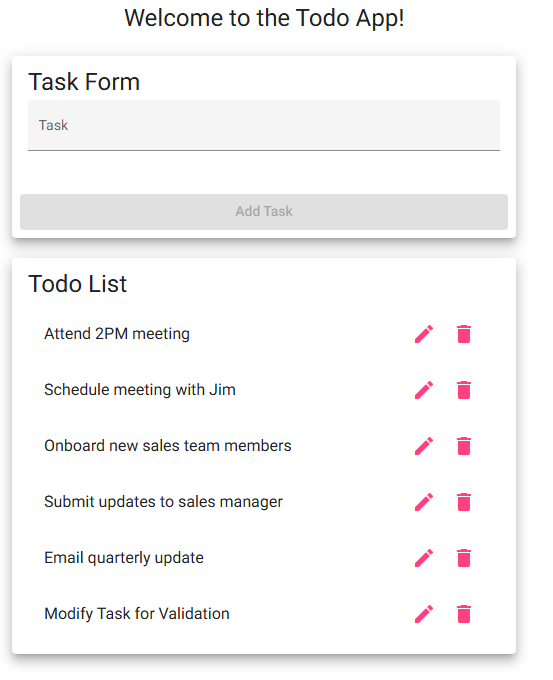 Welcome to the Todo App!
Task Form
Task
Add Task
Todo List
Attend 2PM meeting
Schedule meeting with Jim
Onboard new sales team members
Submit updates to sales manager
Email quarterly update
Modify Task for Validation